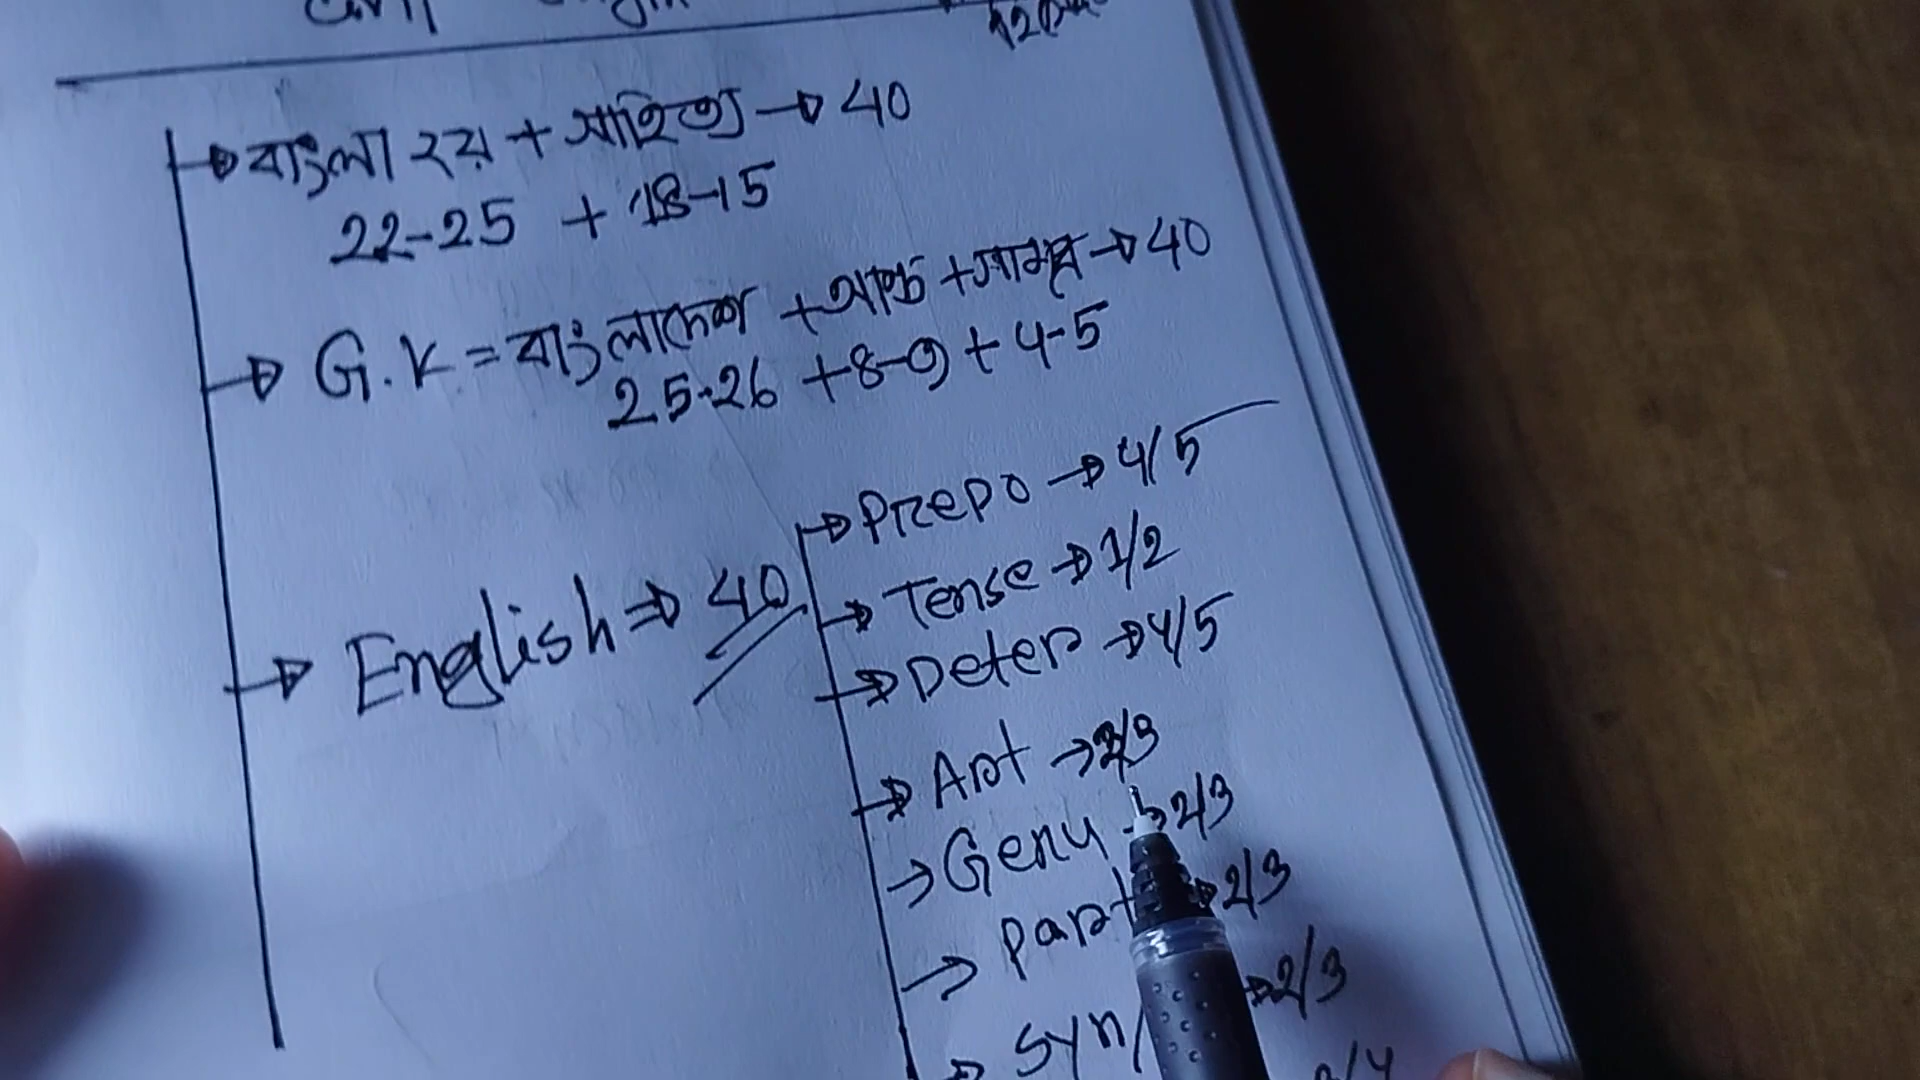 বাংলা ২য় + সাহিত্য → 40
22-25 + 18-15
G.K = বাংলাদেশ + আন্ত + সাম্প্র → 40
25-26 + 8-9 + 4-5
English ⇒ 40
Prepo → 4/5
Tense → 1/2
Deter → 4/5
Art → 2/3
Geru → 2/3
Part → 2/3
Syn/ → 2/3